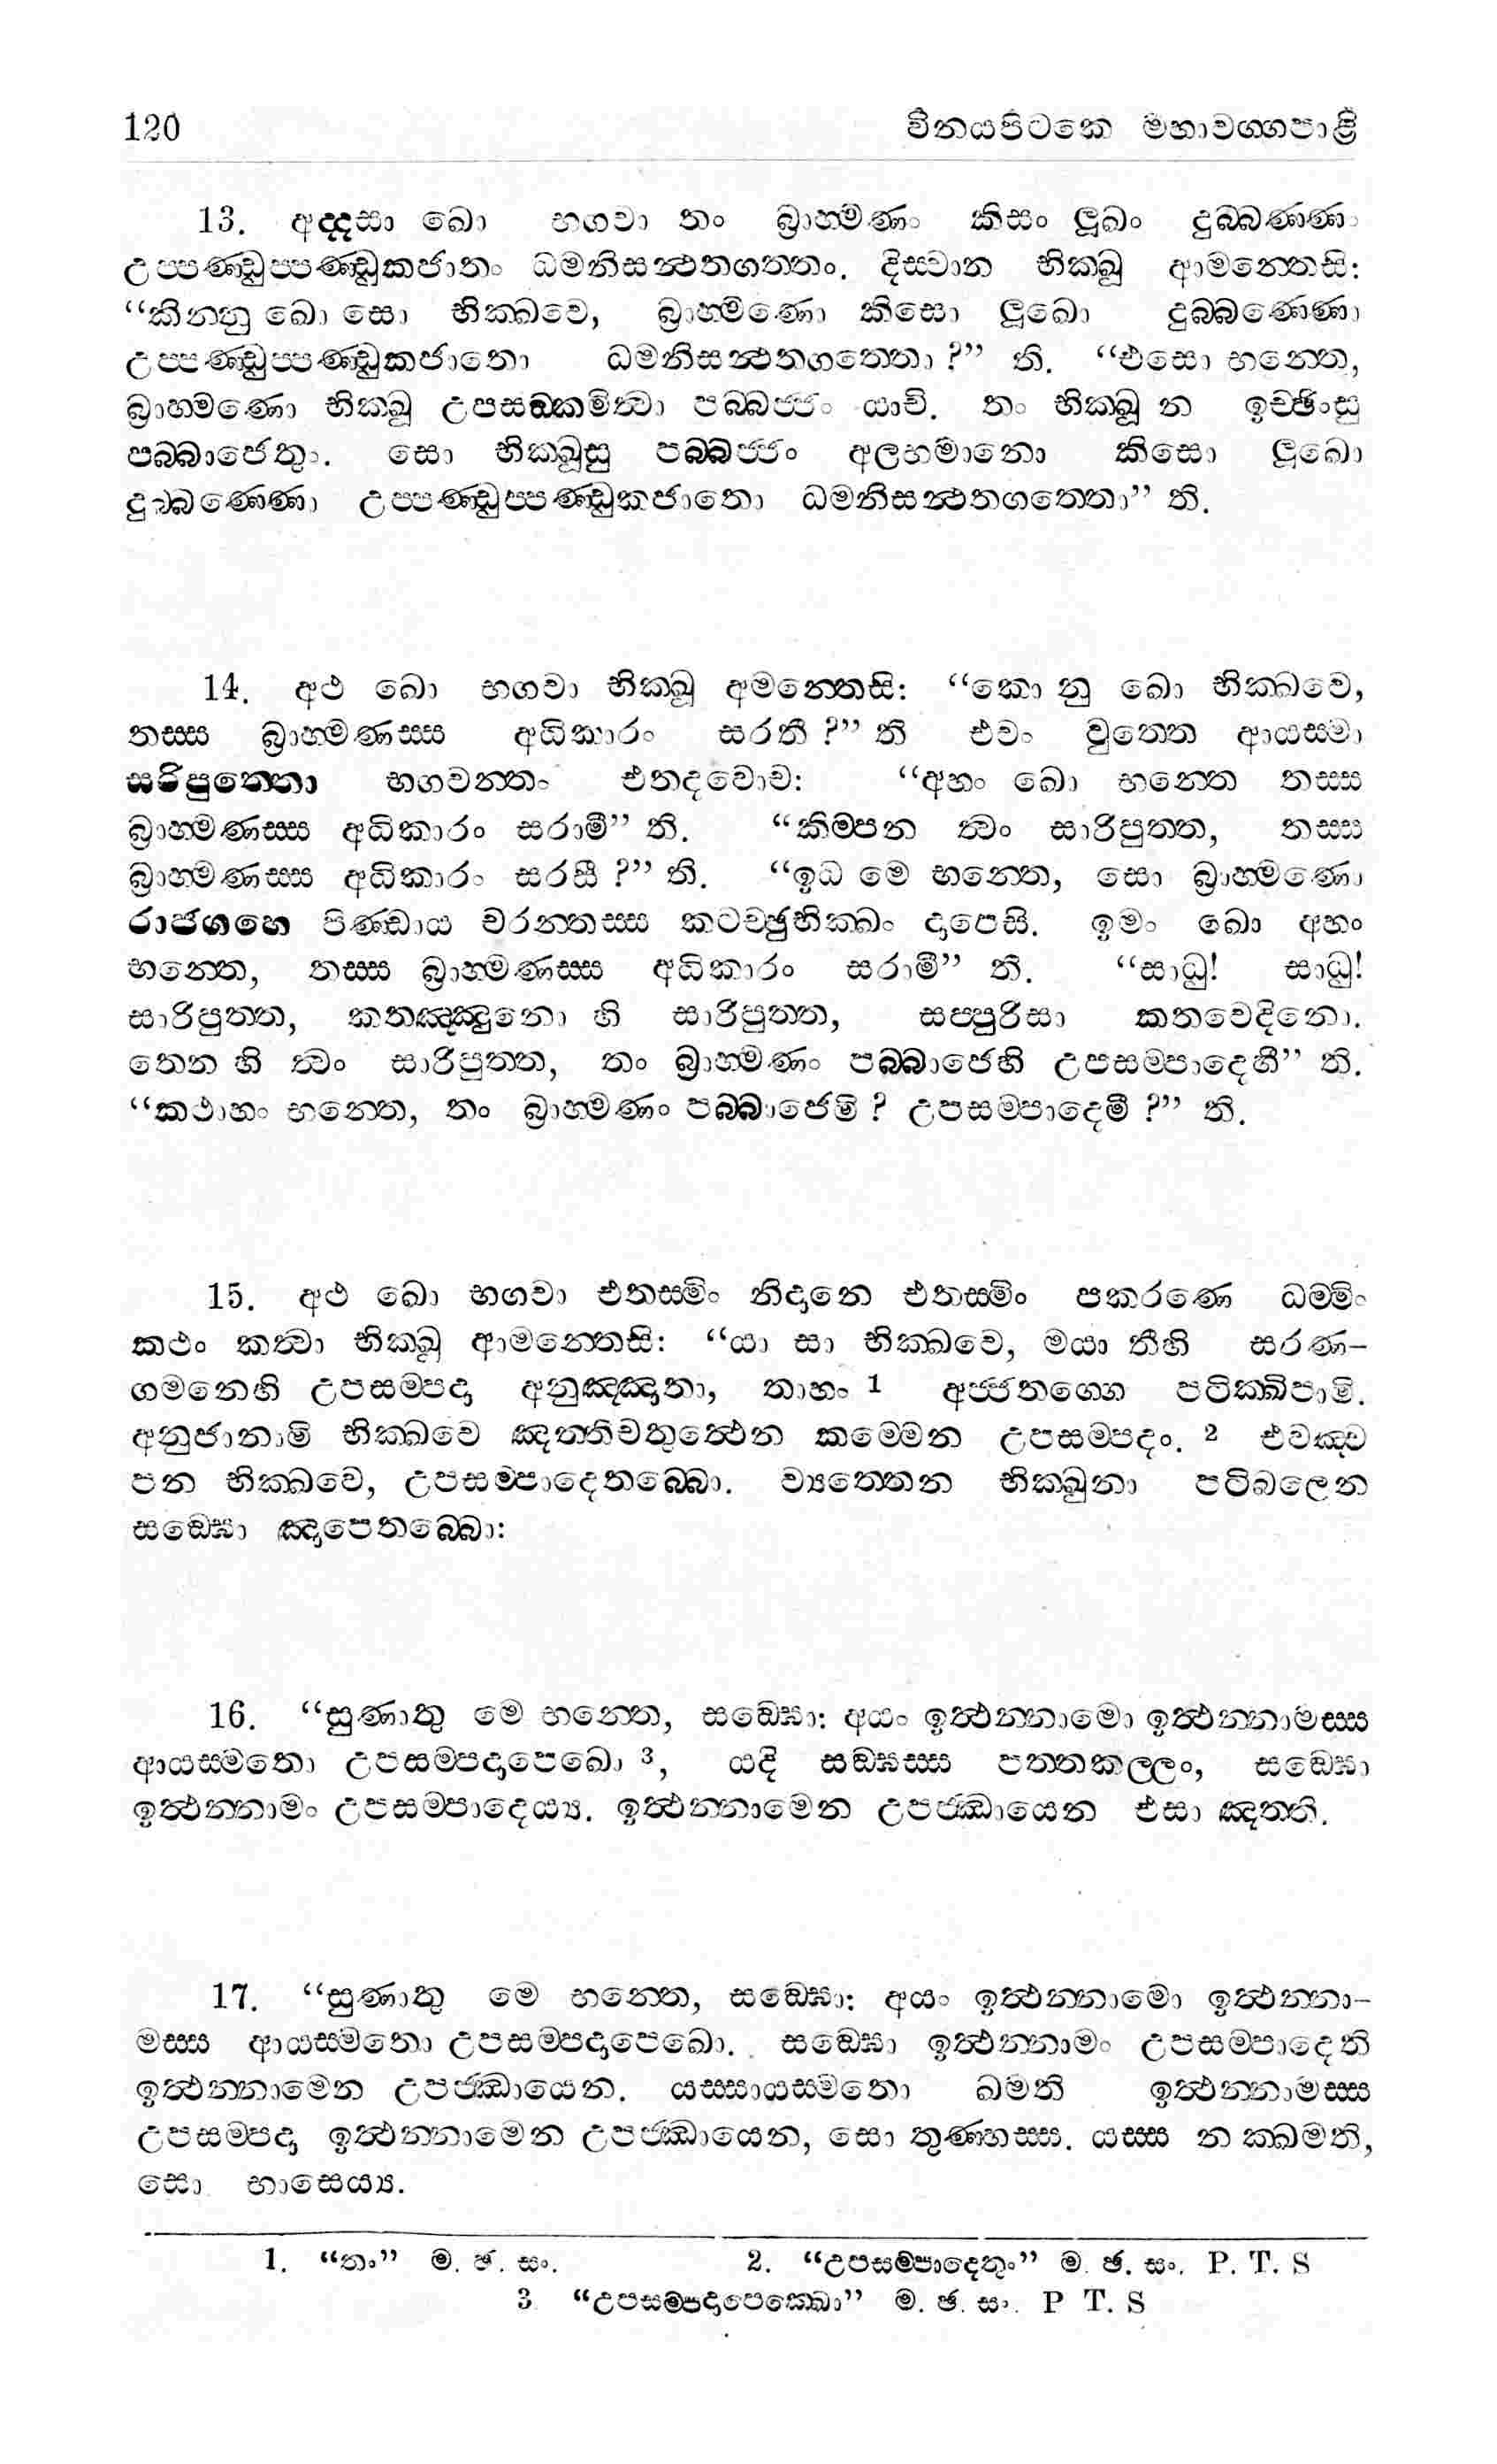 120 විනයපිටකෙ මහාවග්ගපාළි
13. අද්දසා ඛො භගවා තං බ්‍රාහ්මණං කිසං ලූඛං දුබ්බණ්ණං
උප්පණ්ඩුප්පණ්ඩුකජාතං ධමනිසන්ථතගත්තං. දිස්වාන භික්ඛූ ආමන්තෙසි:
“කින්නු ඛො සො භික්ඛවෙ, බ්‍රාහ්මණො කිසො ලූඛො දුබ්බණ්ණො
උප්පණ්ඩුප්පණ්ඩුකජාතො ධමනිසන්ථතගත්තො ?” ති. “එසො භන්තෙ,
බ්‍රාහ්මණො භික්ඛූ උපසඞ්කමිත්වා පබ්බජ්ජං යාචි. තං භික්ඛූ න ඉච්ඡිංසු
පබ්බාජෙතුං. සො භික්ඛූසු පබ්බජ්ජං අලභමානො කිසො ලූඛො
දුබ්බණ්ණො උප්පණ්ඩුප්පණ්ඩුකජාතො ධමනිසන්ථතගත්තො” ති.
14. අථ ඛො භගවා භික්ඛූ අමන්තෙසි: “කො නු ඛො භික්ඛවෙ,
තස්ස බ්‍රාහ්මණස්ස අධිකාරං සරතී ?” ති එවං වුත්තෙ ආයස්මා
සරිපුත්තො භගවන්තං එතදවොච: “අහං ඛො භන්තෙ තස්ස
බ්‍රාහ්මණස්ස අධිකාරං සරාමී” ති. “කිම්පන ත්වං සාරිපුත්ත, තස්ස
බ්‍රාහ්මණස්ස අධිකාරං සරසී ?” ති. “ඉධ මෙ භන්තෙ, සො බ්‍රාහ්මණො
රාජගහෙ පිණ්ඩාය චරන්තස්ස කටච්ඡුභික්ඛං දාපෙසි. ඉමං ඛො අහං
භන්තෙ, තස්ස බ්‍රාහ්මණස්ස අධිකාරං සරාමී” ති. “සාධු! සාධු!
සාරිපුත්ත, කතඤ්ඤුනො හි සාරිපුත්ත, සප්පුරිසා කතවෙදිනො.
තෙන හි ත්වං සාරිපුත්ත, තං බ්‍රාහ්මණං පබ්බාජෙහි උපසම්පාදෙහී” ති.
“කථාහං භන්තෙ, තං බ්‍රාහ්මණං පබ්බාජෙමි ? උපසම්පාදෙමී ?” ති.
15. අථ ඛො භගවා එතස්මිං නිදානෙ එතස්මිං පකරණෙ ධම්මිං
කථං කත්වා භික්ඛූ ආමන්තෙසි: “යා සා භික්ඛවෙ, මයා තීහි සරණ-
ගමනෙහි උපසම්පදා අනුඤ්ඤාතා, තාහං 1 අජ්ජතග්ගෙ පටික්ඛිපාමි.
අනුජානාමි භික්ඛවෙ ඤත්තිචතුත්ථෙන කම්මෙන උපසම්පදං. 2 එවඤ්ච
පන භික්ඛවෙ, උපසම්පාදෙතබ්බො. ව්‍යත්තෙන භික්ඛුනා පටිබලෙන
සඞ්ඝො ඤාපෙතබ්බො:
16. “සුණාතු මෙ භන්තෙ, සඞ්ඝො: අයං ඉත්ථන්නාමො ඉත්ථන්නාමස්ස
ආයස්මතො උපසම්පදාපෙඛො 3, යදි සඞ්ඝස්ස පත්තකල්ලං, සඞ්ඝො
ඉත්ථන්නාමං උපසම්පාදෙය්‍ය. ඉත්ථන්නාමෙන උපජ්ඣායෙන එසා ඤත්ති.
17. “සුණාතු මෙ භන්තෙ, සඞ්ඝො: අයං ඉත්ථන්නාමො ඉත්ථන්නා-
මස්ස ආයස්මතො උපසම්පදාපෙඛො. සඞ්ඝො ඉත්ථන්නාමං උපසම්පාදෙති
ඉත්ථන්නාමෙන උපජ්ඣායෙන. යස්සායස්මතො ඛමති ඉත්ථන්නාමස්ස
උපසම්පදා ඉත්ථන්නාමෙන උපජ්ඣායෙන, සො තුණ්හස්ස. යස්ස න ක්ඛමති,
සො භාසෙය්‍ය.
1. “තං” ම. ඡ. සං. 2. “උපසම්පාදෙතුං” ම. ඡ. සං. P. T. S
3 “උපසම්පදාපෙක්ඛො” ම. ඡ. සං. P T. S